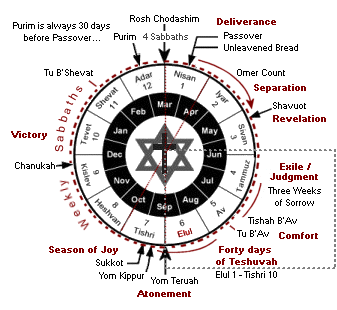 Rosh Chodashim
Deliverance
Purim is always 30 days
before Passover...
Purim
4 Sabbaths
Passover
Unleavened Bread
Tu B'Shevat
Omer Count
Separation
Shavuot
Revelation
Victory
Weekly Sabbaths
Chanukah
Exile /
Judgment
Three Weeks
of Sorrow
Tishah B'Av
Tu B'Av
Comfort
Season of Joy
Forty days
of Teshuvah
Sukkot
Yom Kippur
Yom Teruah
Elul 1 - Tishri 10
Atonement
Nisan
1
Iyar
2
Sivan
3
Tammuz
4
Av
5
Elul
6
Tishri
7
Heshvan
8
Kislev
9
Tevel
10
Shevat
11
Adar
12
Mar
Apr
May
Jun
Jul
Aug
Sep
Oct
Nov
Dec
Jan
Feb